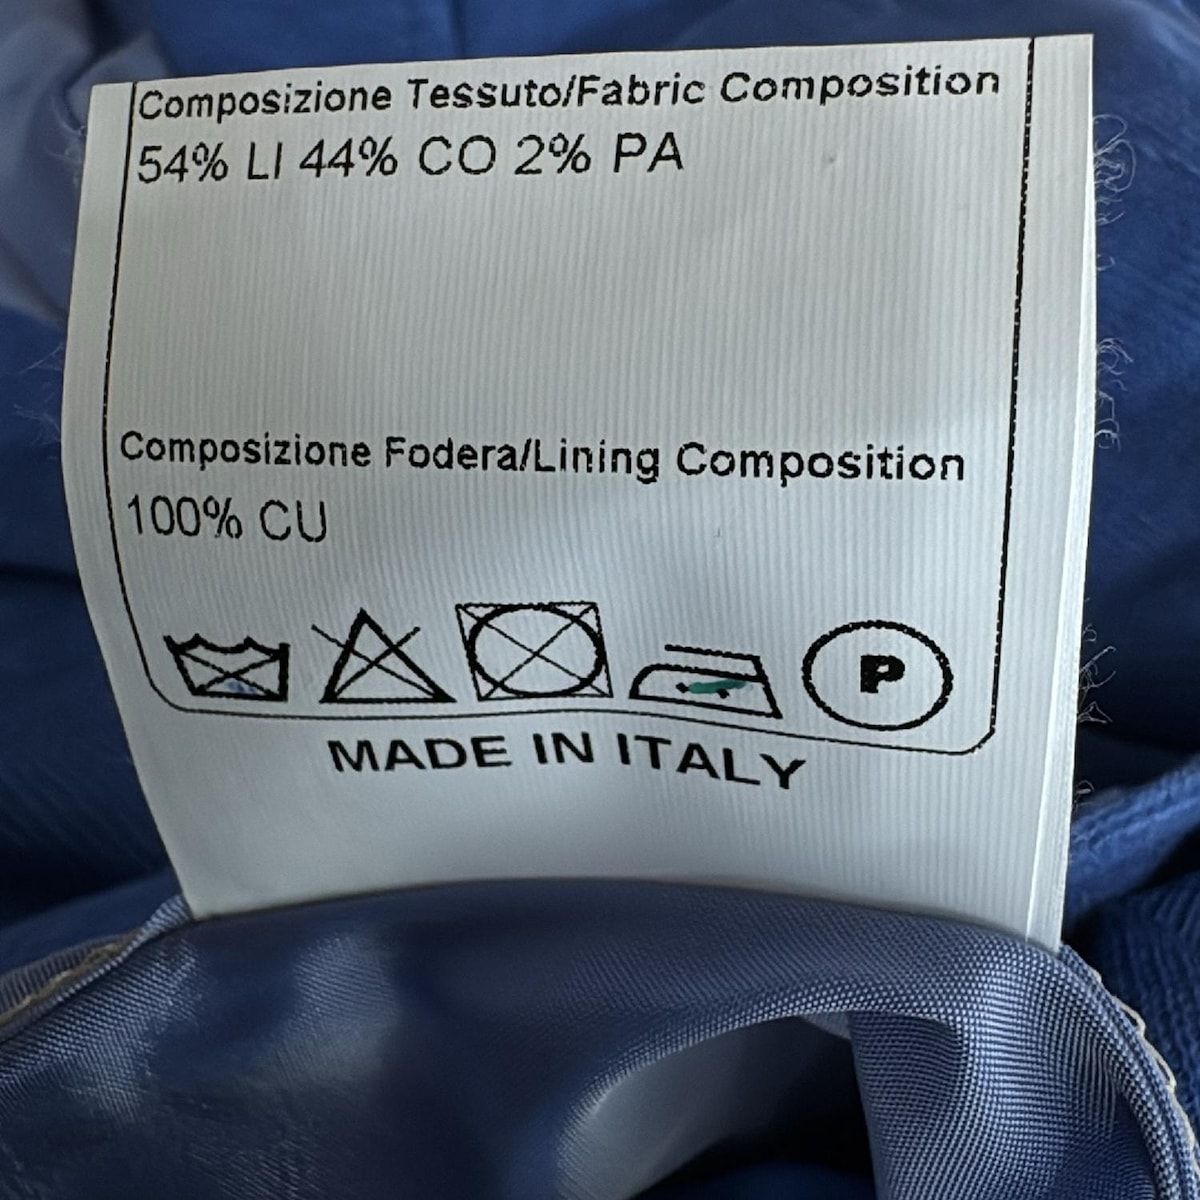 Composizione Tessuto/Fabric Composition
54% LI 44% CO 2% PA
Composizione Fodera/Lining Composition
100% CU
P
MADE IN ITALY